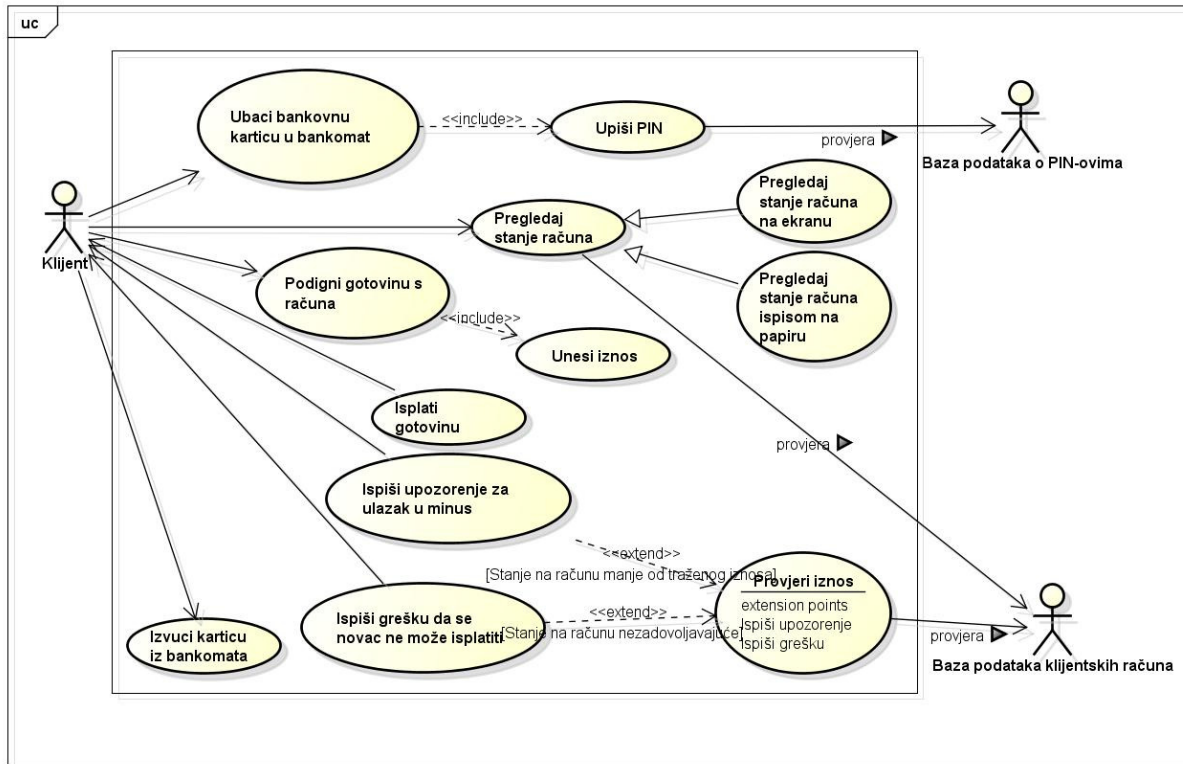 uc
Ubaci bankovnu
karticu u bankomat
<<include>>
Upiši PIN
provjera
Baza podataka o PIN-ovima
Klijent
Pregledaj
stanje računa
Pregledaj
stanje računa
na ekranu
Pregledaj
stanje računa
ispisom na
papiru
Podigni gotovinu s
računa
<<include>>
Unesi iznos
Isplati
gotovinu
provjera
Ispiši upozorenje za
ulazak u minus
<<extend>>
[Stanje na računu manje od traženog iznosa]
Ispiši grešku da se
novac ne može isplatiti
<<extend>>
[Stanje na računu nezadovoljavajuće]
Provjeri iznos
extension points
Ispiši upozorenje
Ispiši grešku
provjera
Baza podataka klijentskih računa
Izvuci karticu
iz bankomata